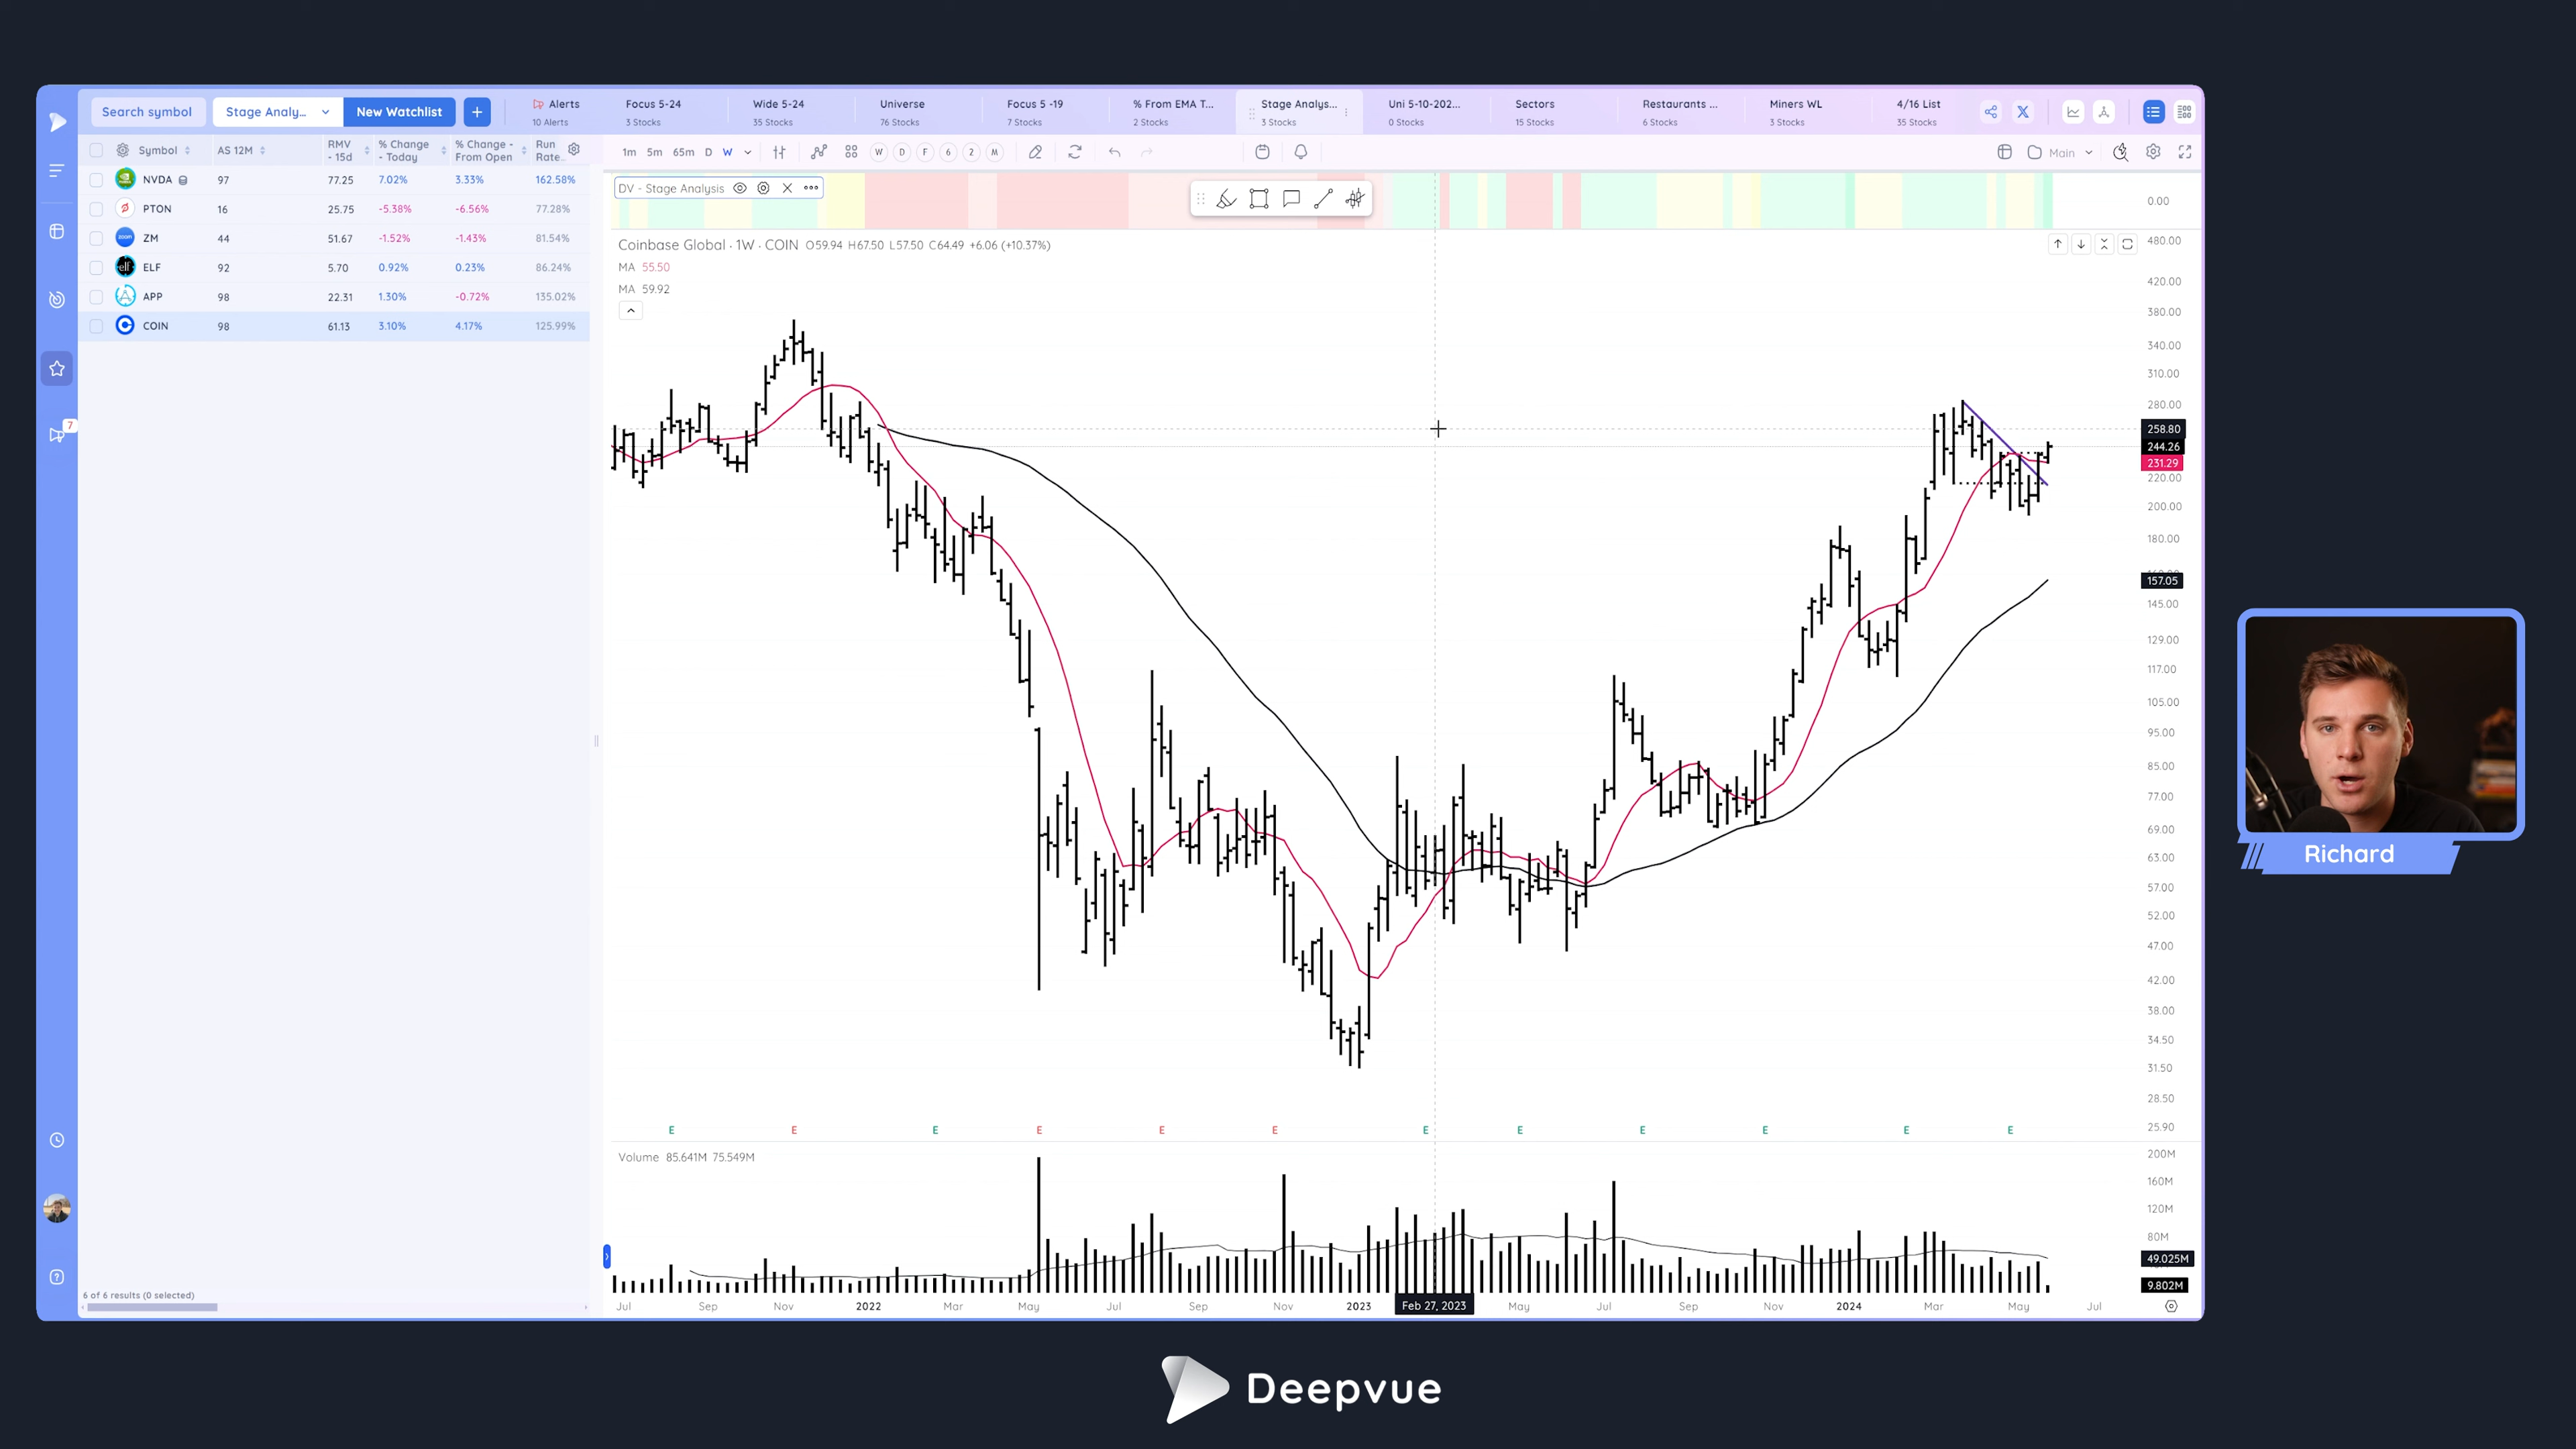 Search symbol
Stage Analy...
New Watchlist
+
Alerts
10 Alerts
Focus 5-24
3 Stocks
Wide 5-24
35 Stocks
Universe
76 Stocks
Focus 5 -19
7 Stocks
% From EMA T...
2 Stocks
Stage Analys...
3 Stocks
Uni 5-10-202...
0 Stocks
Sectors
15 Stocks
Restaurants ...
6 Stocks
Miners WL
3 Stocks
4/16 List
35 Stocks
Symbol AS 12M RMV - 15d % Change - Today % Change - From Open Run Rate..
NVDA 97 77.25 7.02% 3.33% 162.58%
PTON 16 25.75 -5.38% -6.56% 77.28%
zoom ZM 44 51.67 -1.52% -1.43% 81.54%
elf ELF 92 5.70 0.92% 0.23% 86.24%
APP 98 22.31 1.30% -0.72% 135.02%
COIN 98 61.13 3.10% 4.17% 125.99%
7
6 of 6 results (0 selected)
1m 5m 65m D W
W D F 6 2 M
Main
DV - Stage Analysis
Coinbase Global · 1W · COIN O59.94 H67.50 L57.50 C64.49 +6.06 (+10.37%)
MA 55.50
MA 59.92
0.00
480.00
420.00
380.00
340.00
310.00
280.00
258.80
244.26
231.29
220.00
200.00
180.00
157.05
145.00
129.00
117.00
105.00
95.00
85.00
77.00
69.00
63.00
57.00
52.00
47.00
42.00
38.00
34.50
31.50
28.50
25.90
E E E E E E E E E E E E
Volume 85.641M 75.549M
200M
160M
120M
80M
49.025M
9.802M
Jul Sep Nov 2022 Mar May Jul Sep Nov 2023 Feb 27, 2023 May Jul Sep Nov 2024 Mar May Jul
Richard
Deepvue